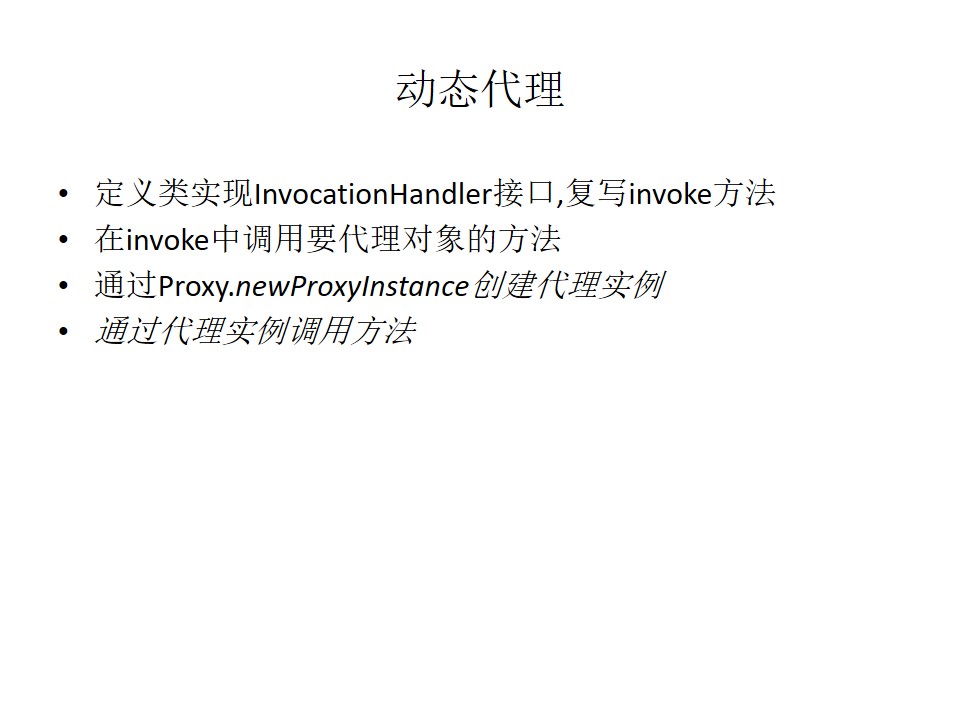 动态代理
• 定义类实现InvocationHandler接口,复写invoke方法
• 在invoke中调用要代理对象的方法
• 通过Proxy.newProxyInstance创建代理实例
• 通过代理实例调用方法